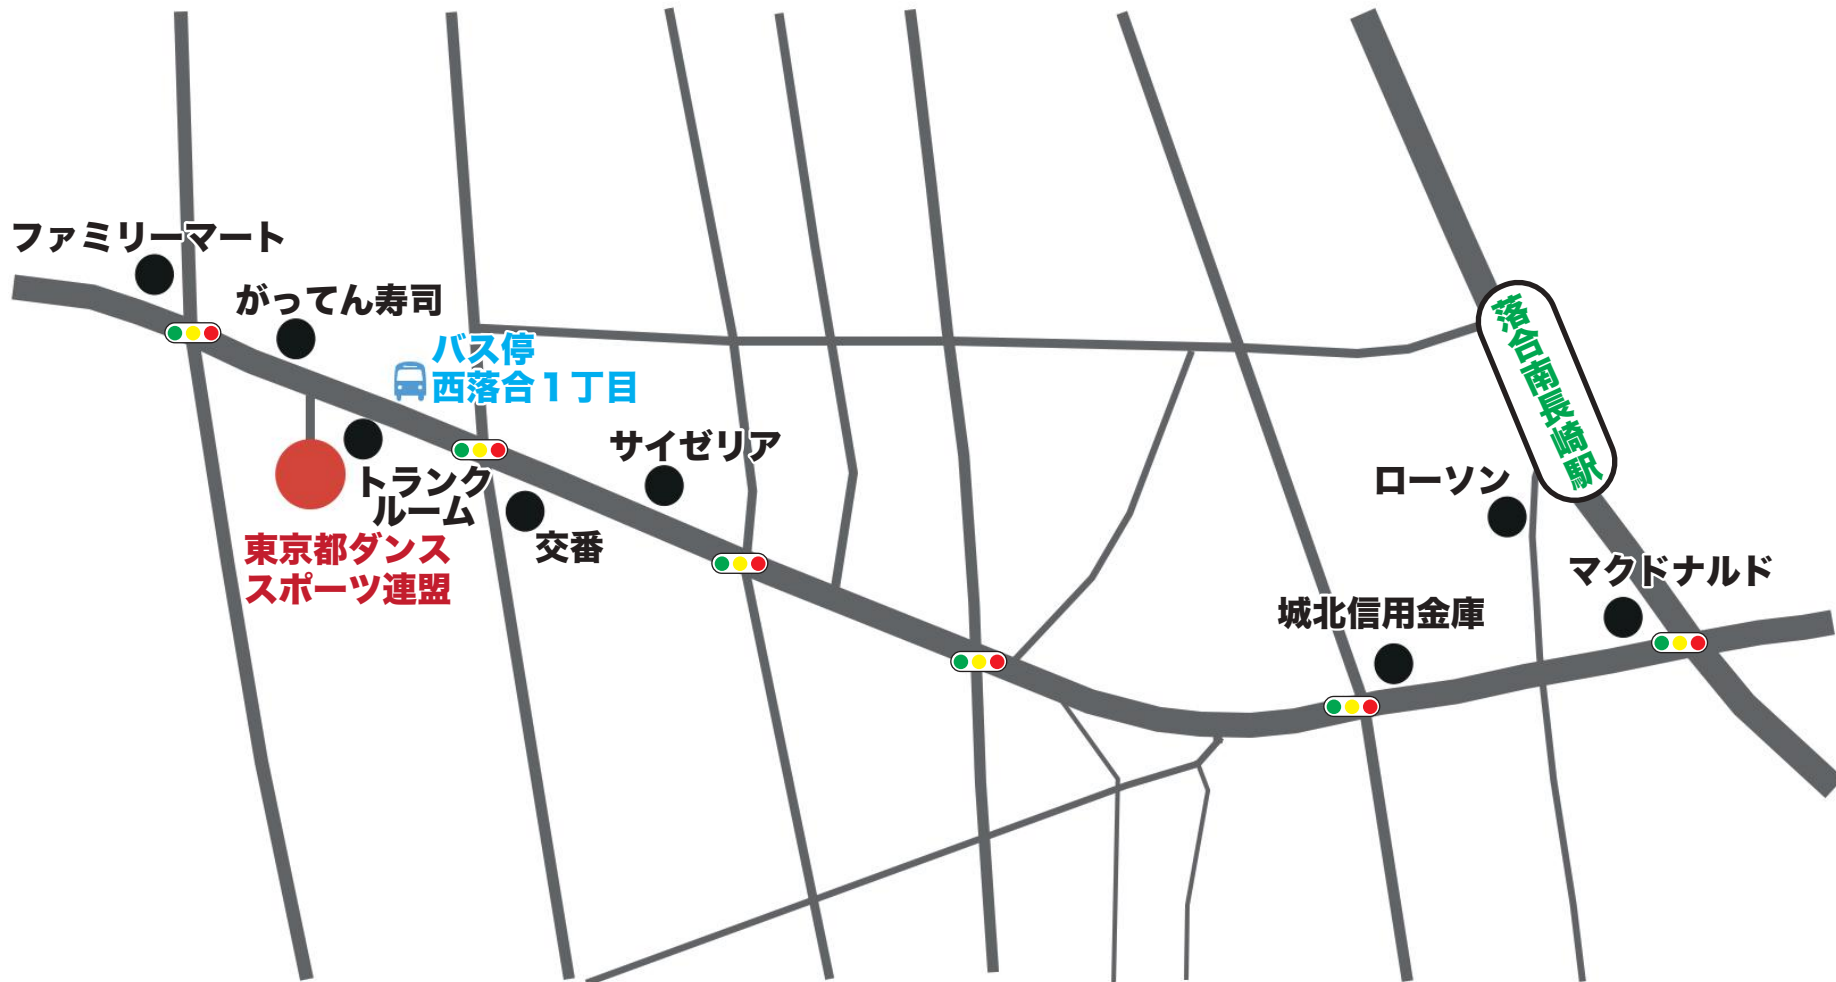 ファミリーマート
がってん寿司
バス停
西落合1丁目
サイゼリア
トランク
ルーム
交番
東京都ダンス
スポーツ連盟
落合南長崎駅
ローソン
マクドナルド
城北信用金庫